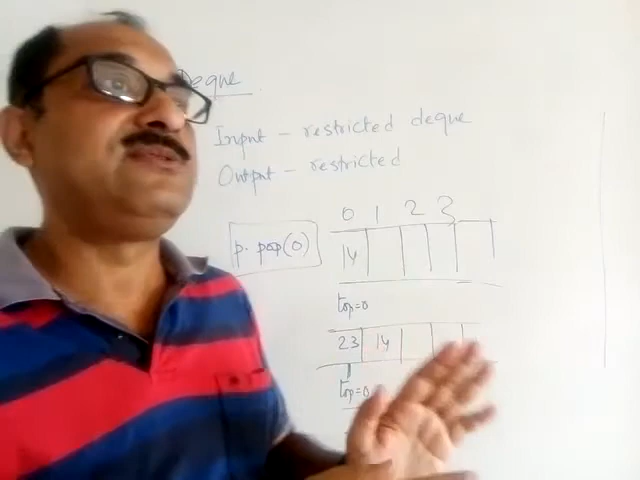 Deque
Input - restricted deque
Output - restricted
0 1 2 3
p. pop(0)
14
top=0
23 14
top=0